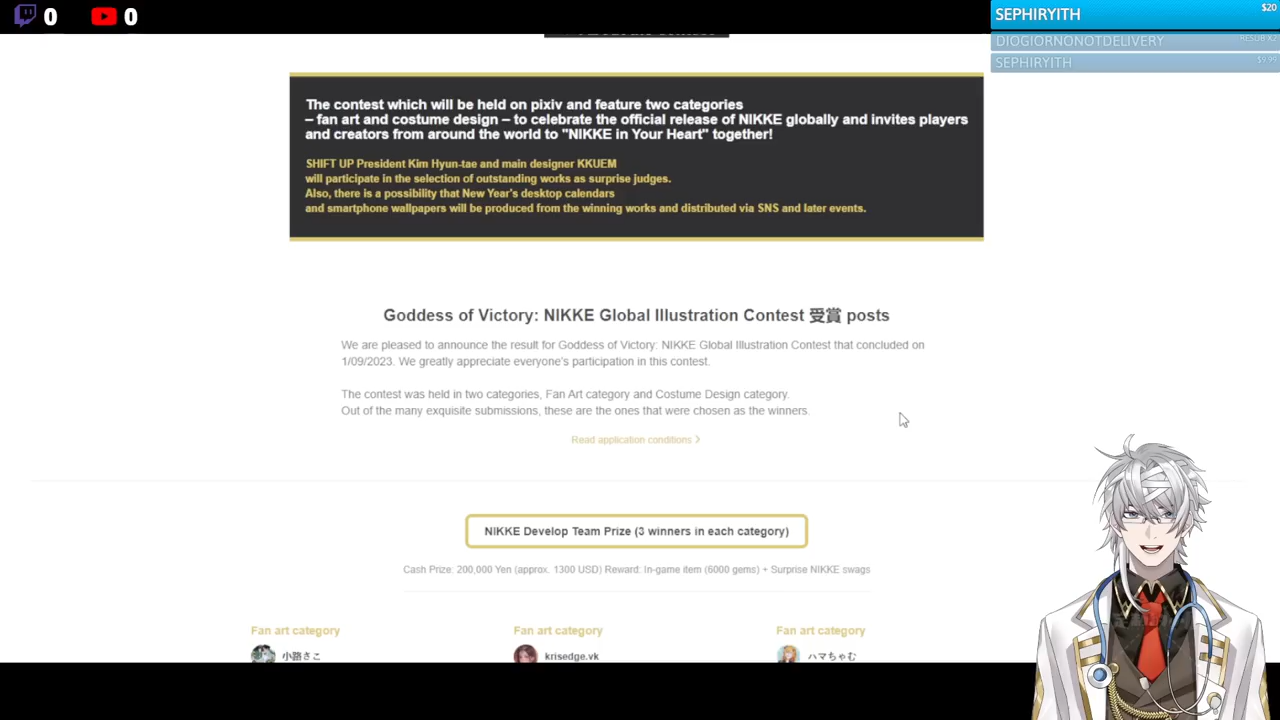 0
0
SEPHIRYITH
$20
DIOGIORNONOTDELIVERY
RESUB X2
SEPHIRYITH
$9.99
The contest which will be held on pixiv and feature two categories
– fan art and costume design – to celebrate the official release of NIKKE globally and invites players
and creators from around the world to "NIKKE in Your Heart" together!
SHIFT UP President Kim Hyun-tae and main designer KKUEM
will participate in the selection of outstanding works as surprise judges.
Also, there is a possibility that New Year's desktop calendars
and smartphone wallpapers will be produced from the winning works and distributed via SNS and later events.
Goddess of Victory: NIKKE Global Illustration Contest 受賞 posts
We are pleased to announce the result for Goddess of Victory: NIKKE Global Illustration Contest that concluded on
1/09/2023. We greatly appreciate everyone's participation in this contest.
The contest was held in two categories, Fan Art category and Costume Design category.
Out of the many exquisite submissions, these are the ones that were chosen as the winners.
Read application conditions
NIKKE Develop Team Prize (3 winners in each category)
Cash Prize: 200,000 Yen (approx. 1300 USD) Reward: In-game item (6000 gems) + Surprise NIKKE swags
Fan art category
Fan art category
Fan art category
小路さこ
krisedge.vk
ハマちゃむ